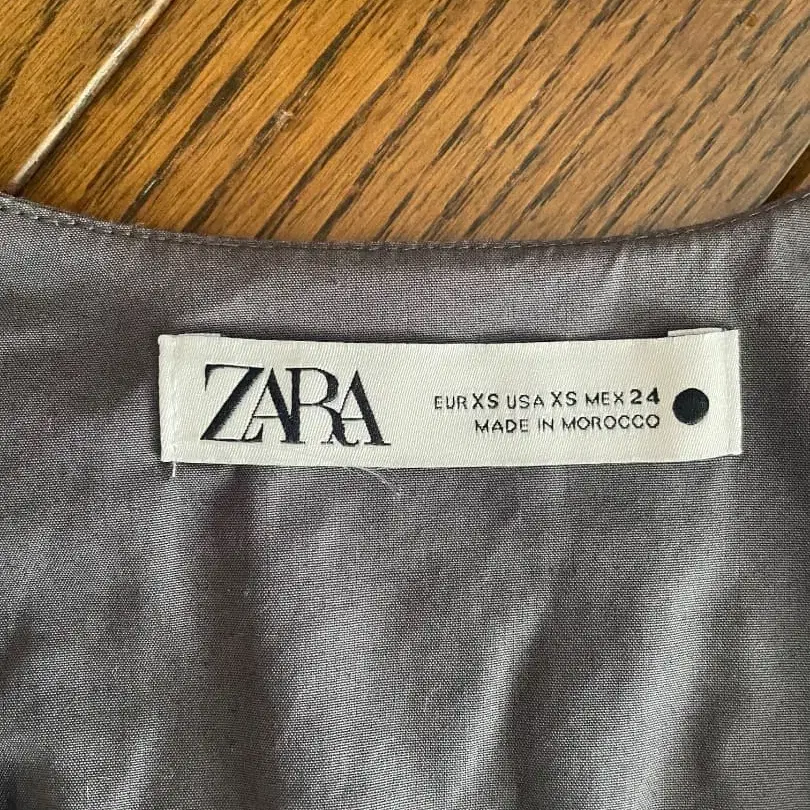 ZARA
EUR XS USA XS MEX 24
MADE IN MOROCCO